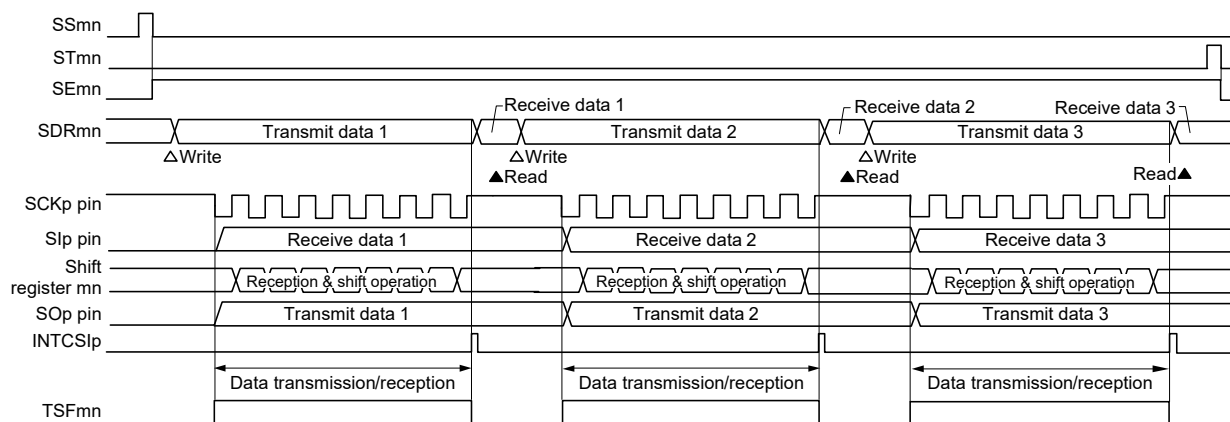 SSmn
STmn
SEmn
Receive data 1 Receive data 2 Receive data 3
SDRmn Transmit data 1 Transmit data 2 Transmit data 3
△Write △Write △Write
▲Read ▲Read Read▲
SCKp pin
SIp pin Receive data 1 Receive data 2 Receive data 3
Shift
register mn Reception & shift operation Reception & shift operation Reception & shift operation
SOp pin Transmit data 1 Transmit data 2 Transmit data 3
INTCSIp
Data transmission/reception Data transmission/reception Data transmission/reception
TSFmn